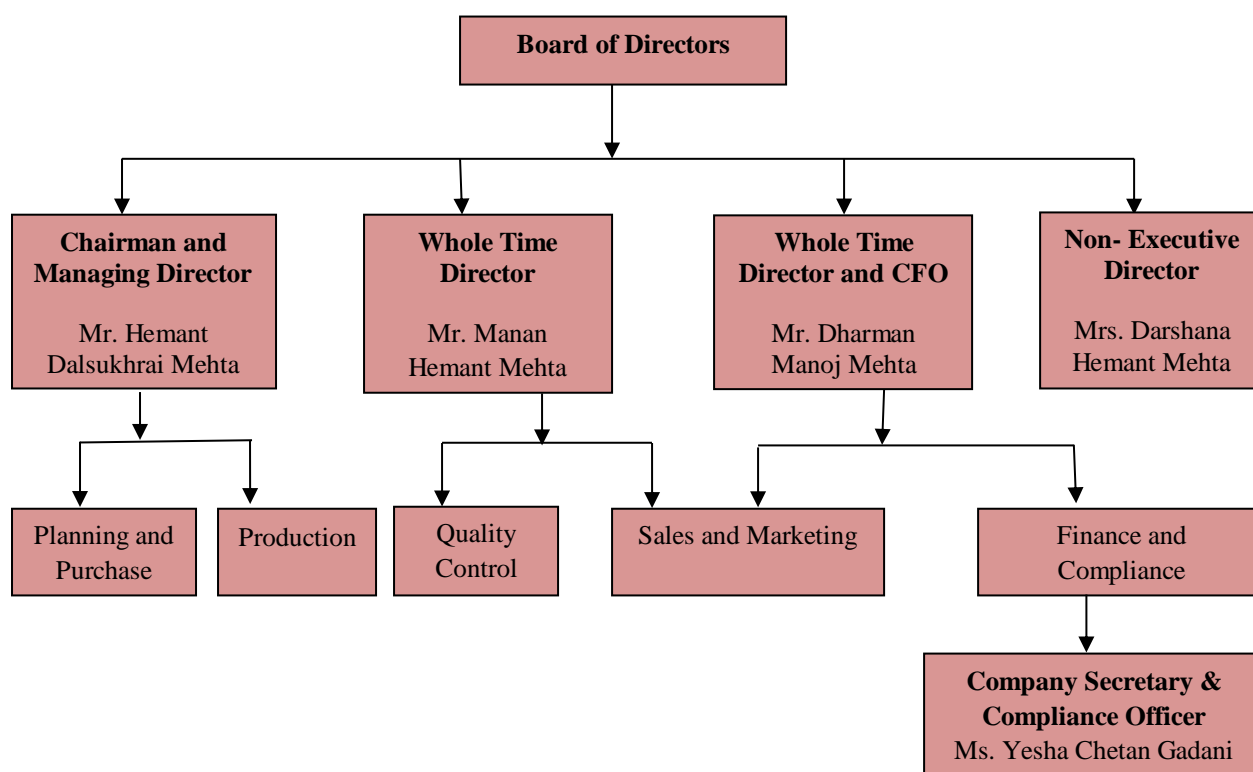 Board of Directors
Chairman and
Managing Director
Mr. Hemant
Dalsukhrai Mehta
Whole Time
Director
Mr. Manan
Hemant Mehta
Whole Time
Director and CFO
Mr. Dharman
Manoj Mehta
Non- Executive
Director
Mrs. Darshana
Hemant Mehta
Planning and
Purchase
Production
Quality
Control
Sales and Marketing
Finance and
Compliance
Company Secretary &
Compliance Officer
Ms. Yesha Chetan Gadani